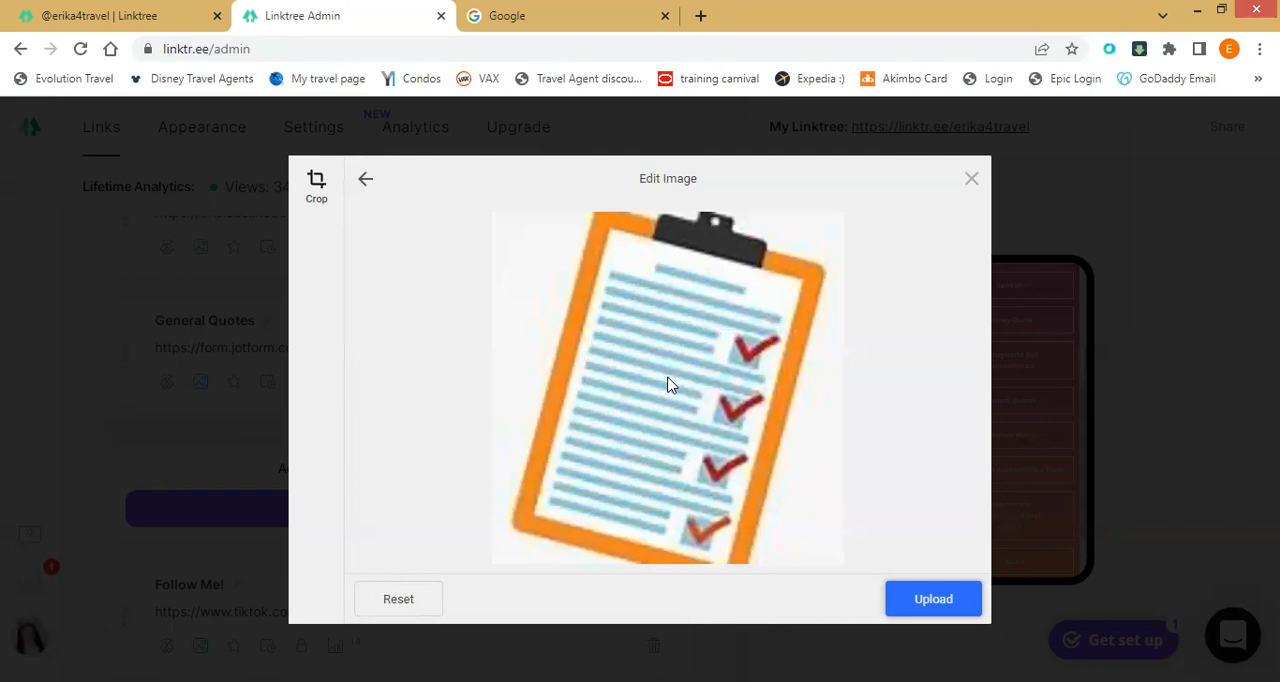 @erika4travel | Linktree
Linktree Admin
Google
linktr.ee/admin
E
Evolution Travel
Disney Travel Agents
My travel page
Condos
VAX
Travel Agent discou...
training carnival
Expedia :)
Akimbo Card
Login
Epic Login
GoDaddy Email
»
Links
Appearance
Settings
NEW
Analytics
Upgrade
My Linktree: https://linktr.ee/erika4travel
Share
Lifetime Analytics:
Views: 34
Crop
Edit Image
General Quotes
https://form.jotform.co
Reset
Upload
1
Follow Me!
https://www.tiktok.co
14
Get set up
1